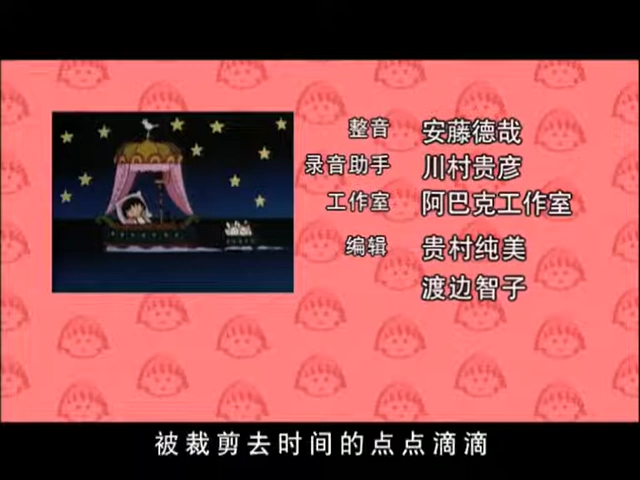 整音 安藤德哉
录音助手 川村贵彦
工作室 阿巴克工作室
编辑 贵村纯美
渡边智子
被裁剪去时间的点点滴滴